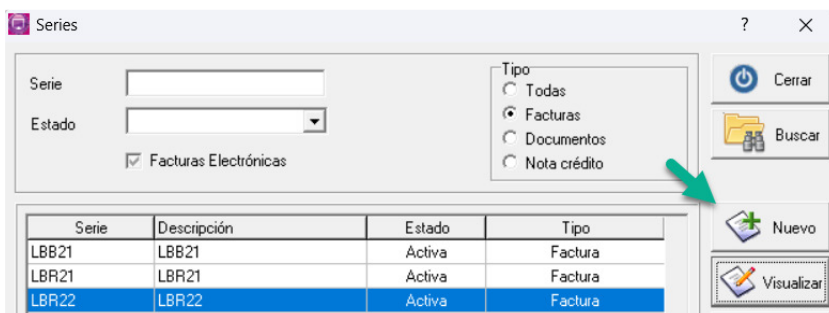 Series ? X
Serie
Estado
Facturas Electrónicas
Tipo
Todas
Facturas
Documentos
Nota crédito
Cerrar
Buscar
Nuevo
Visualizar
Serie Descripción Estado Tipo
LBB21 LBB21 Activa Factura
LBR21 LBR21 Activa Factura
LBR22 LBR22 Activa Factura